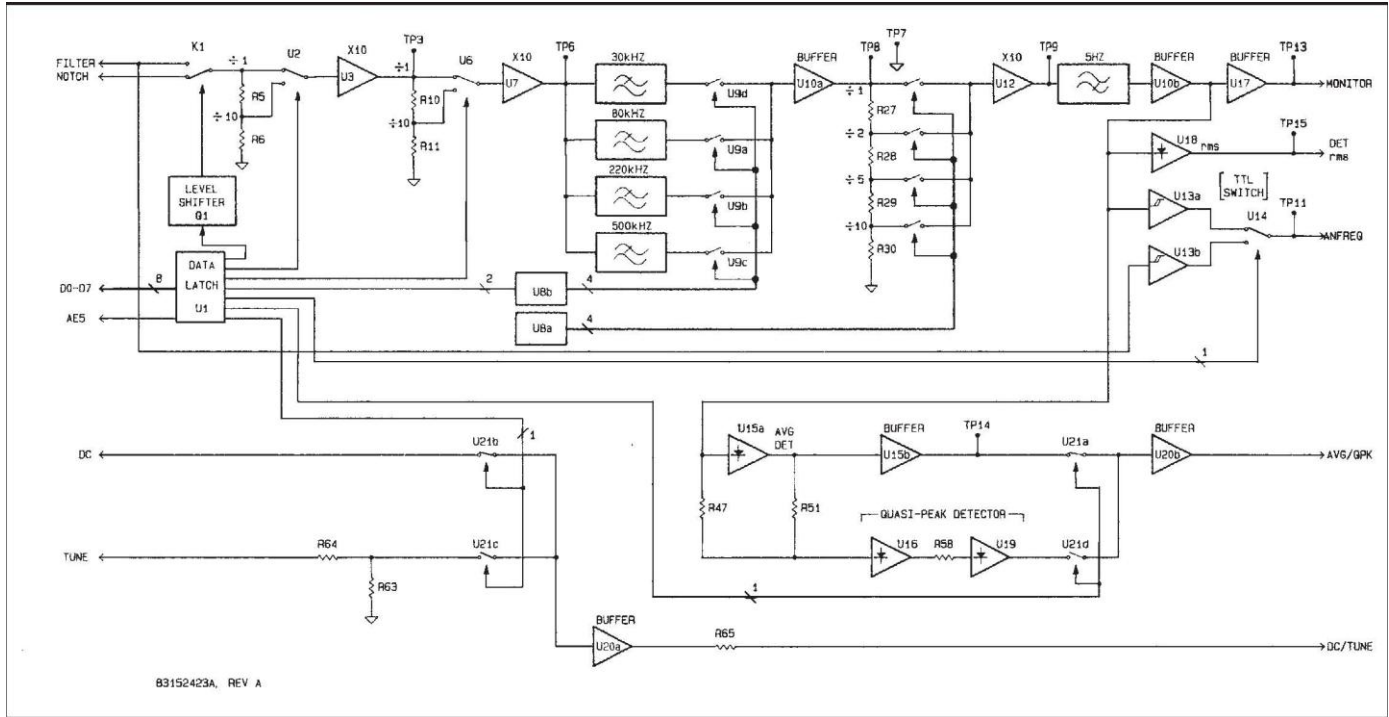 FILTER
NOTCH
K1
÷1
R5
÷10
R6
U2
X10
U3
TP3
÷1
R10
÷10
R11
U6
X10
U7
TP6
30kHZ
U9d
80kHZ
U9a
220kHZ
U9b
500kHZ
U9c
BUFFER
U10a
TP8
TP7
÷1
R27
÷2
R28
÷5
R29
÷10
R30
X10
U12
TP9
5HZ
BUFFER
U10b
BUFFER
U17
TP13
MONITOR
U18 rms
TP15
DET
rms
U13a
[TTL SWITCH]
U14
TP11
ANFREQ
U13b
LEVEL
SHIFTER
Q1
DATA
LATCH
U1
D0-D7
8
AE5
2
U8b
4
U8a
4
1
1
DC
U21b
TUNE
R64
R63
U21c
U15a
AVG
DET
R47
R51
BUFFER
U15b
TP14
U21a
BUFFER
U20b
AVG/QPK
QUASI-PEAK DETECTOR
U16
R58
U19
U21d
1
BUFFER
U20a
R65
DC/TUNE
83152423A, REV A